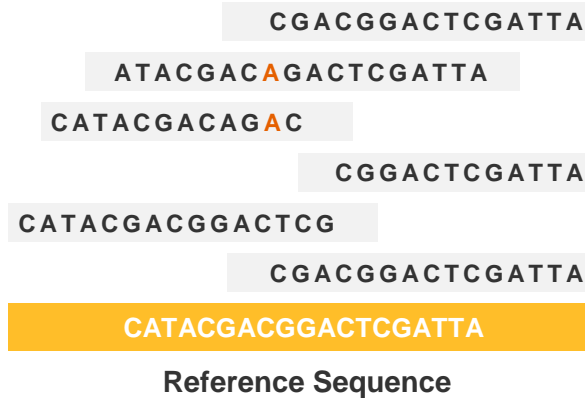 CGACGGACTCGATTA
ATACGACAGACTCGATTA
CATACGACAGAC
CGGACTCGATTA
CATACGACGGACTCG
CGACGGACTCGATTA
CATACGACGGACTCGATTA
Reference Sequence